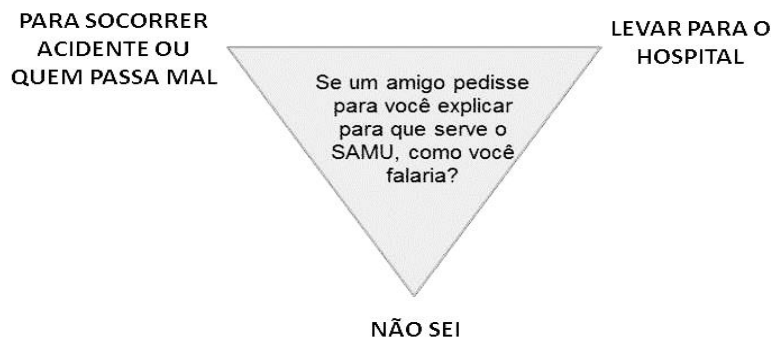 PARA SOCORRER
ACIDENTE OU
QUEM PASSA MAL
LEVAR PARA O
HOSPITAL
Se um amigo pedisse
para você explicar
para que serve o
SAMU, como você
falaria?
NÃO SEI